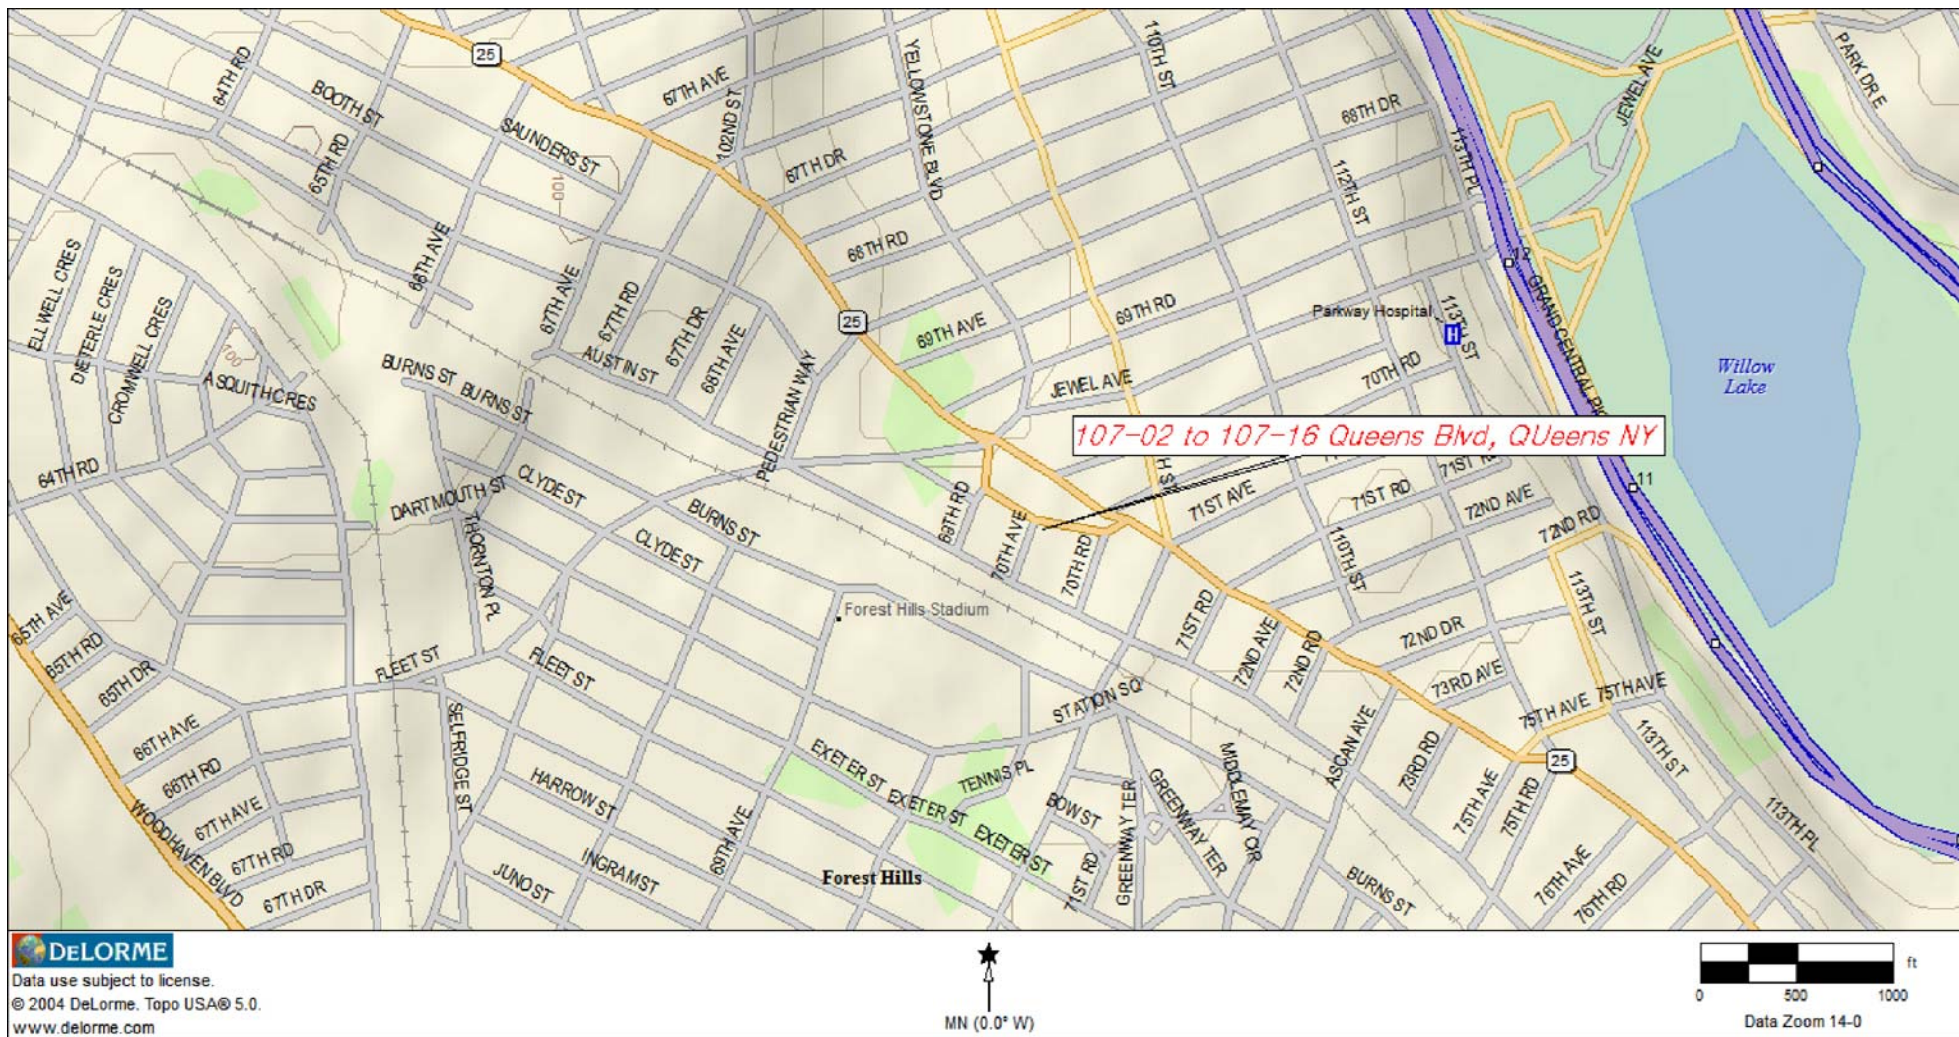 25
64TH RD
BOOTH ST
65TH RD
SAUNDERS ST
100
67TH AVE
102ND ST
67TH DR
YELLOWSTONE BLVD
110TH ST
68TH DR
112TH ST
113TH PL
JEWEL AVE
PARK DR E
68TH RD
66TH AVE
67TH AVE
67TH RD
67TH DR
68TH AVE
AUSTIN ST
25
69TH AVE
69TH RD
Parkway Hospital
H
113TH ST
12
GRAND CENTRAL PK
Willow
Lake
ELLWELL CRES
DIETERLE CRES
CROMWELL CRES
100
ASQUITH CRES
BURNS ST
BURNS ST
PEDESTRIAN WAY
JEWEL AVE
70TH RD
107-02 to 107-16 Queens Blvd, QUeens NY
64TH RD
DARTMOUTH ST
CLYDE ST
BURNS ST
CLYDE ST
THORNTON PL
69TH RD
70TH AVE
70TH RD
H ST
71ST AVE
71ST RD
71ST R
72ND AVE
72ND RD
11
110TH ST
113TH ST
Forest Hills Stadium
65TH AVE
65TH RD
65TH DR
FLEET ST
FLEET ST
71ST RD
72ND AVE
72ND RD
72ND DR
73RD AVE
75TH AVE
75TH AVE
66TH AVE
66TH RD
67TH AVE
67TH RD
67TH DR
WOODHAVEN BLVD
SELFRIDGE ST
STATION SQ
EXETER ST
EXETER ST
EXETER ST
TENNIS PL
BOW ST
GREENWAY TER
GREENWAY TER
MIDDLEMAY CIR
ASCAN AVE
73RD RD
25
113TH ST
113TH PL
75TH AVE
75TH RD
HARROW ST
INGRAM ST
JUNO ST
69TH AVE
Forest Hills
71ST RD
BURNS ST
76TH AVE
76TH RD
DELORME
Data use subject to license.
© 2004 DeLorme. Topo USA® 5.0.
www.delorme.com
MN (0.0° W)
ft
0 500 1000
Data Zoom 14-0